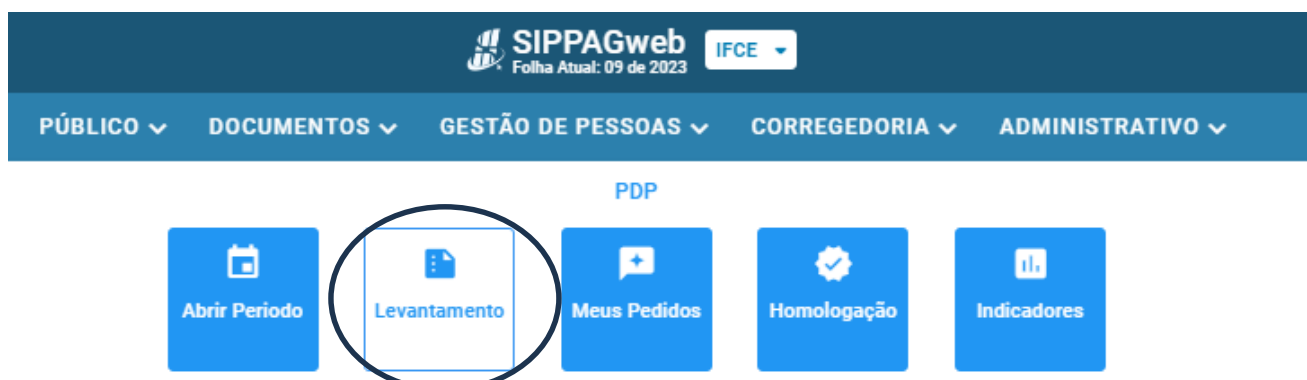 SIPPAGweb
Folha Atual: 09 de 2023
IFCE
PÚBLICO DOCUMENTOS GESTÃO DE PESSOAS CORREGEDORIA ADMINISTRATIVO
PDP
Abrir Periodo Levantamento Meus Pedidos Homologação Indicadores